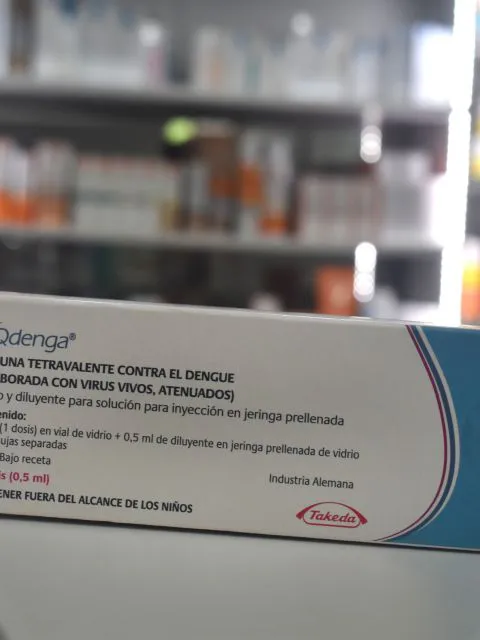 Qdenga®
UNA TETRAVALENTE CONTRA EL DENGUE
BORADA CON VIRUS VIVOS, ATENUADOS)
o y diluyente para solución para inyección en jeringa prellenada
enido:
(1 dosis) en vial de vidrio + 0,5 ml de diluyente en jeringa prellenada de vidrio
ujas separadas
Bajo receta
is (0,5 ml)
Industria Alemana
ENER FUERA DEL ALCANCE DE LOS NIÑOS
Takeda